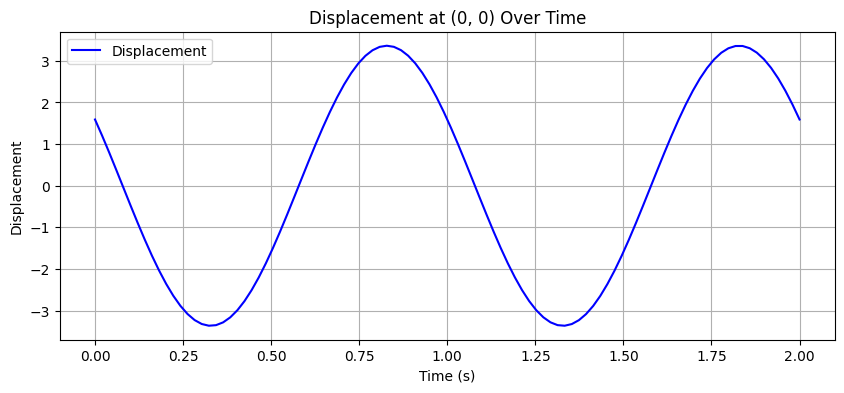 Displacement at (0, 0) Over Time
Displacement
Displacement
3
2
1
0
−1
−2
−3
0.00 0.25 0.50 0.75 1.00 1.25 1.50 1.75 2.00
Time (s)